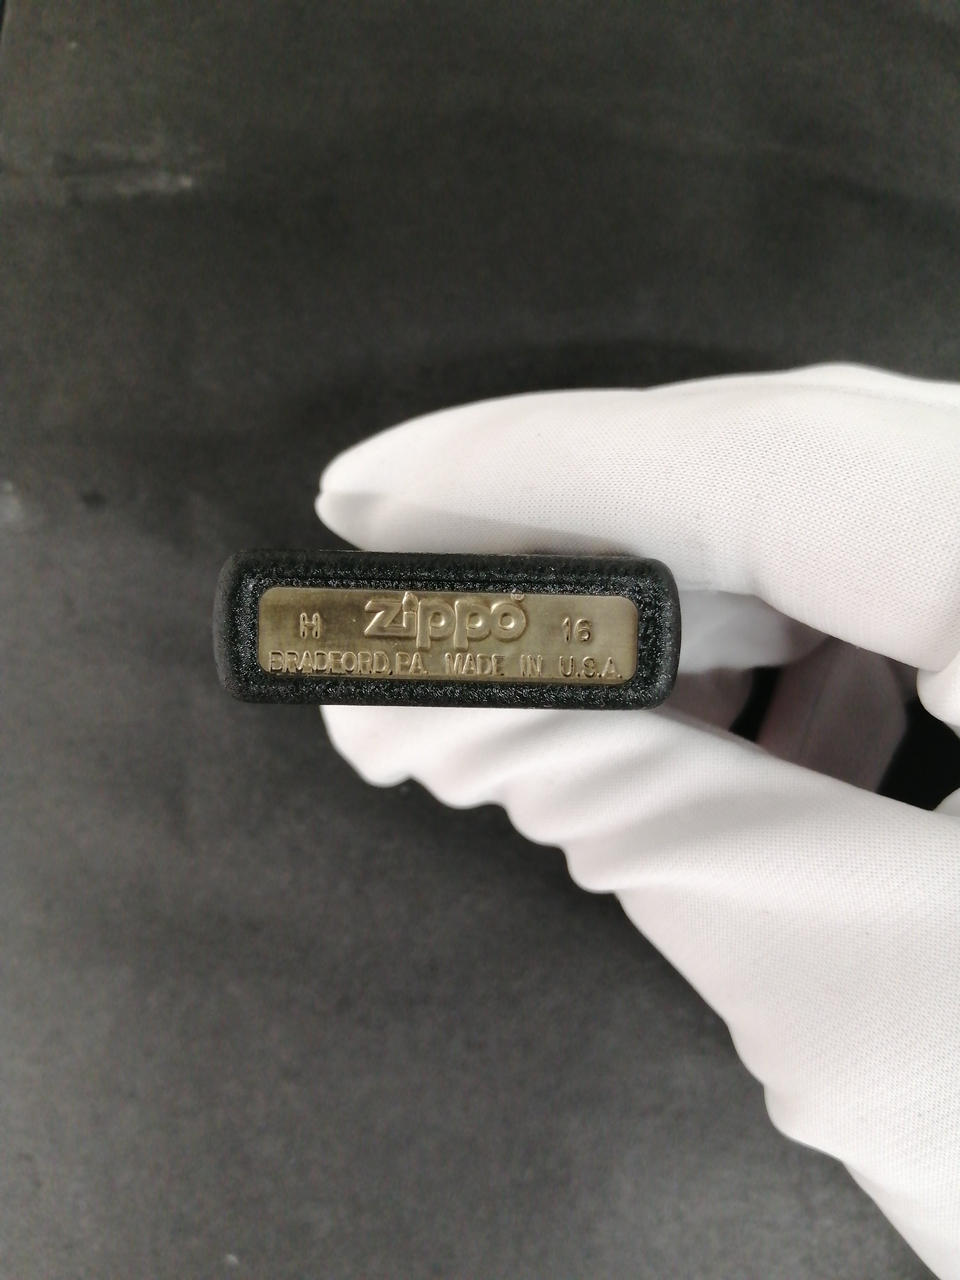 H zippo® 16
BRADFORD, PA. MADE IN U.S.A.